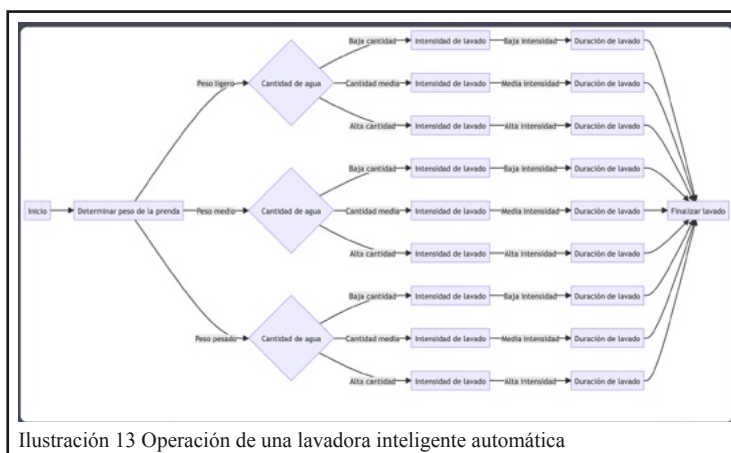 Baja cantidad Intensidad de lavado Baja Intensidad Duración de lavado
Peso ligero Cantidad de agua Cantidad media Intensidad de lavado Media Intensidad Duración de lavado
Alta cantidad Intensidad de lavado Alta Intensidad Duración de lavado
Baja cantidad Intensidad de lavado Baja Intensidad Duración de lavado
Inicio Determinar peso de la prenda Peso medio Cantidad de agua Cantidad media Intensidad de lavado Media Intensidad Duración de lavado Finalizar lavado
Alta cantidad Intensidad de lavado Alta Intensidad Duración de lavado
Baja cantidad Intensidad de lavado Baja Intensidad Duración de lavado
Peso pesado Cantidad de agua Cantidad media Intensidad de lavado Media Intensidad Duración de lavado
Alta cantidad Intensidad de lavado Alta Intensidad Duración de lavado
Ilustración 13 Operación de una lavadora inteligente automática